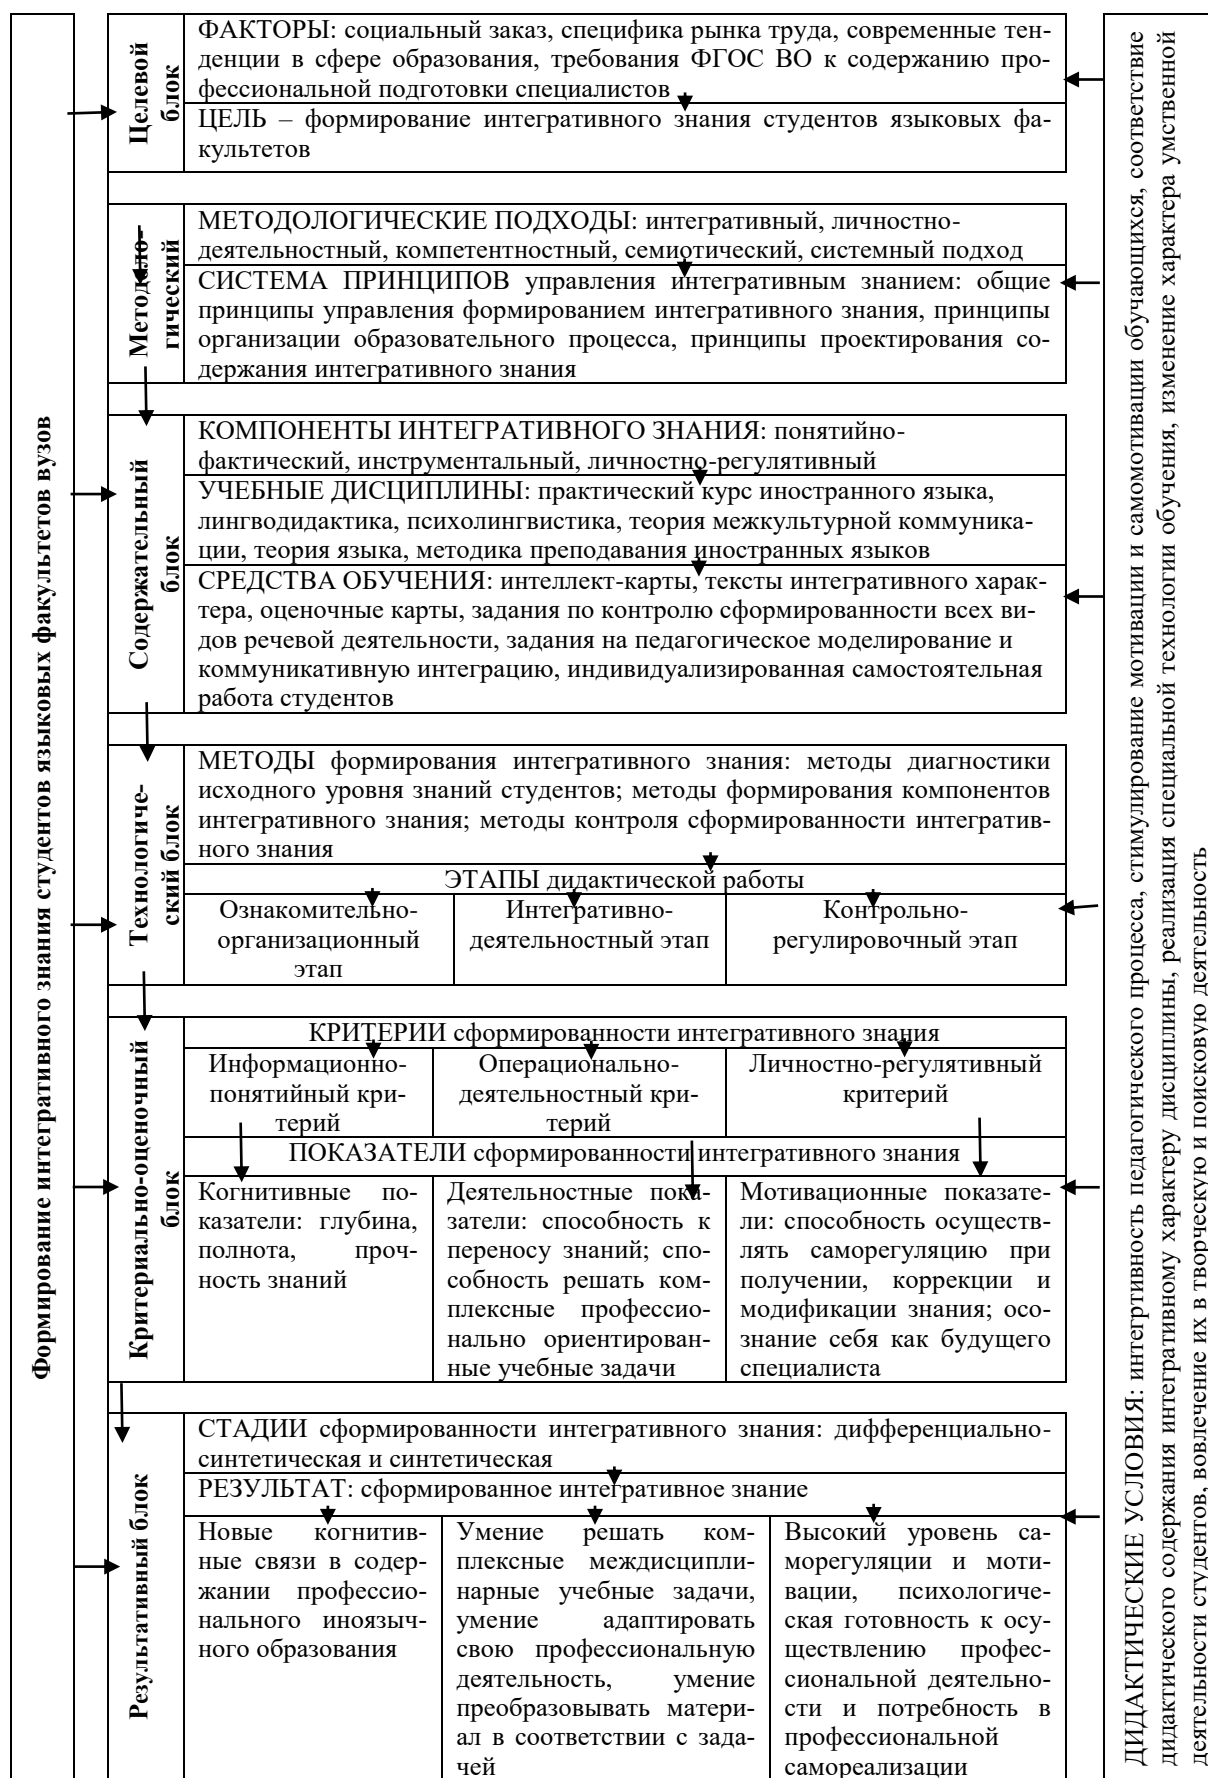 Формирование интегративного знания студентов языковых факультетов вузов
Целевой
блок
ФАКТОРЫ: социальный заказ, специфика рынка труда, современные тен-
денции в сфере образования, требования ФГОС ВО к содержанию про-
фессиональной подготовки специалистов
ЦЕЛЬ – формирование интегративного знания студентов языковых фа-
культетов
Методоло-
гический
МЕТОДОЛОГИЧЕСКИЕ ПОДХОДЫ: интегративный, личностно-
деятельностный, компетентностный, семиотический, системный подход
СИСТЕМА ПРИНЦИПОВ управления интегративным знанием: общие
принципы управления формированием интегративного знания, принципы
организации образовательного процесса, принципы проектирования со-
держания интегративного знания
Содержательный
блок
КОМПОНЕНТЫ ИНТЕГРАТИВНОГО ЗНАНИЯ: понятийно-
фактический, инструментальный, личностно-регулятивный
УЧЕБНЫЕ ДИСЦИПЛИНЫ: практический курс иностранного языка,
лингводидактика, психолингвистика, теория межкультурной коммуника-
ции, теория языка, методика преподавания иностранных языков
СРЕДСТВА ОБУЧЕНИЯ: интеллект-карты, тексты интегративного харак-
тера, оценочные карты, задания по контролю сформированности всех ви-
дов речевой деятельности, задания на педагогическое моделирование и
коммуникативную интеграцию, индивидуализированная самостоятельная
работа студентов
Технологиче-
ский блок
МЕТОДЫ формирования интегративного знания: методы диагностики
исходного уровня знаний студентов; методы формирования компонентов
интегративного знания; методы контроля сформированности интегратив-
ного знания
ЭТАПЫ дидактической работы
Ознакомительно-
организационный
этап
Интегративно-
деятельностный этап
Контрольно-
регулировочный этап
Критериально-оценочный
блок
КРИТЕРИИ сформированности интегративного знания
Информационно-
понятийный кри-
терий
Операционально-
деятельностный кри-
терий
Личностно-регулятивный
критерий
ПОКАЗАТЕЛИ сформированности интегративного знания
Когнитивные по-
казатели: глубина,
полнота, проч-
ность знаний
Деятельностные пока-
затели: способность к
переносу знаний; спо-
собность решать ком-
плексные профессио-
нально ориентирован-
ные учебные задачи
Мотивационные показате-
ли: способность осуществ-
лять саморегуляцию при
получении, коррекции и
модификации знания; осо-
знание себя как будущего
специалиста
Результативный блок
СТАДИИ сформированности интегративного знания: дифференциально-
синтетическая и синтетическая
РЕЗУЛЬТАТ: сформированное интегративное знание
Новые когнитив-
ные связи в содер-
жании профессио-
нального иноязыч-
ного образования
Умение решать ком-
плексные междисципли-
нарные учебные задачи,
умение адаптировать
свою профессиональную
деятельность, умение
преобразовывать матери-
ал в соответствии с зада-
чей
Высокий уровень са-
морегуляции и моти-
вации, психологиче-
ская готовность к осу-
ществлению профес-
сиональной деятельно-
сти и потребность в
профессиональной
самореализации
ДИДАКТИЧЕСКИЕ УСЛОВИЯ: интегртивность педагогического процесса, стимулирование мотивации и самомотивации обучающихся, соответствие
дидактического содержания интегративному характеру дисциплины, реализация специальной технологии обучения, изменение характера умственной
деятельности студентов, вовлечение их в творческую и поисковую деятельность